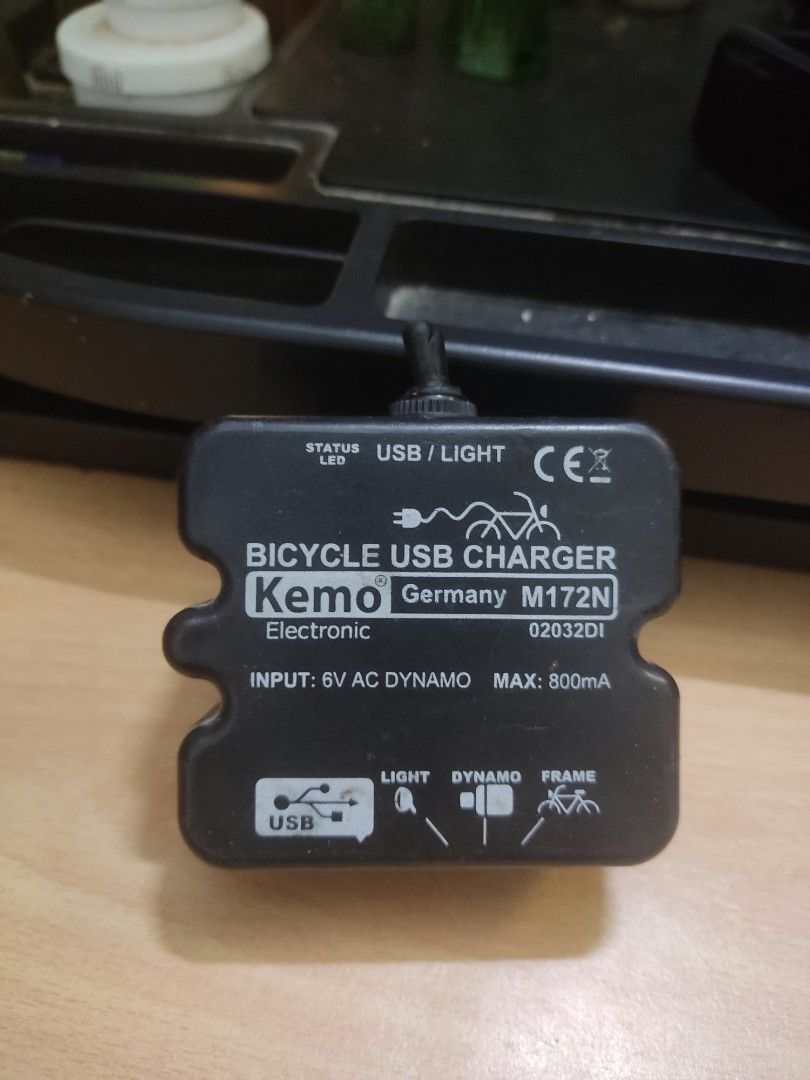 STATUS LED USB / LIGHT CE
BICYCLE USB CHARGER
Kemo® Germany M172N
Electronic 02032DI
INPUT: 6V AC DYNAMO MAX: 800mA
LIGHT DYNAMO FRAME
USB